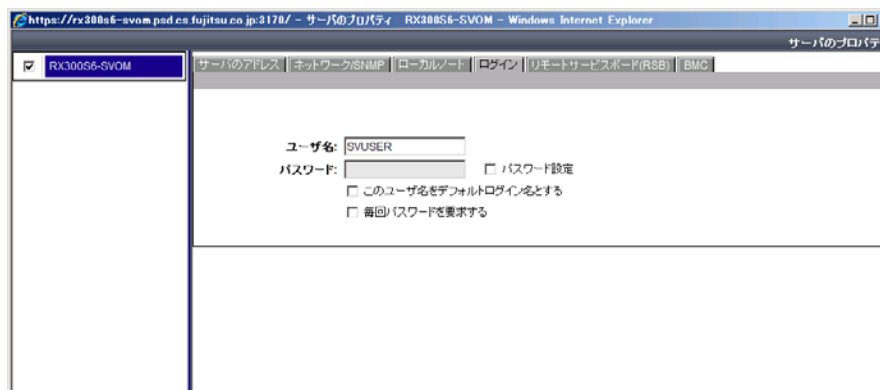 https://rx300s6-svom.psd.cs.fujitsu.co.jp:3170/ - サーバのプロパティ RX300S6-SVOM - Windows Internet Explorer
サーバのプロパテ
RX300S6-SVOM
サーバのアドレス ネットワーク/SNMP ローカルノート ログイン リモートサービスボード(RSB) BMC
ユーザ名: SVUSER
パスワード: パスワード設定
このユーザ名をデフォルトログイン名とする
毎回パスワードを要求する